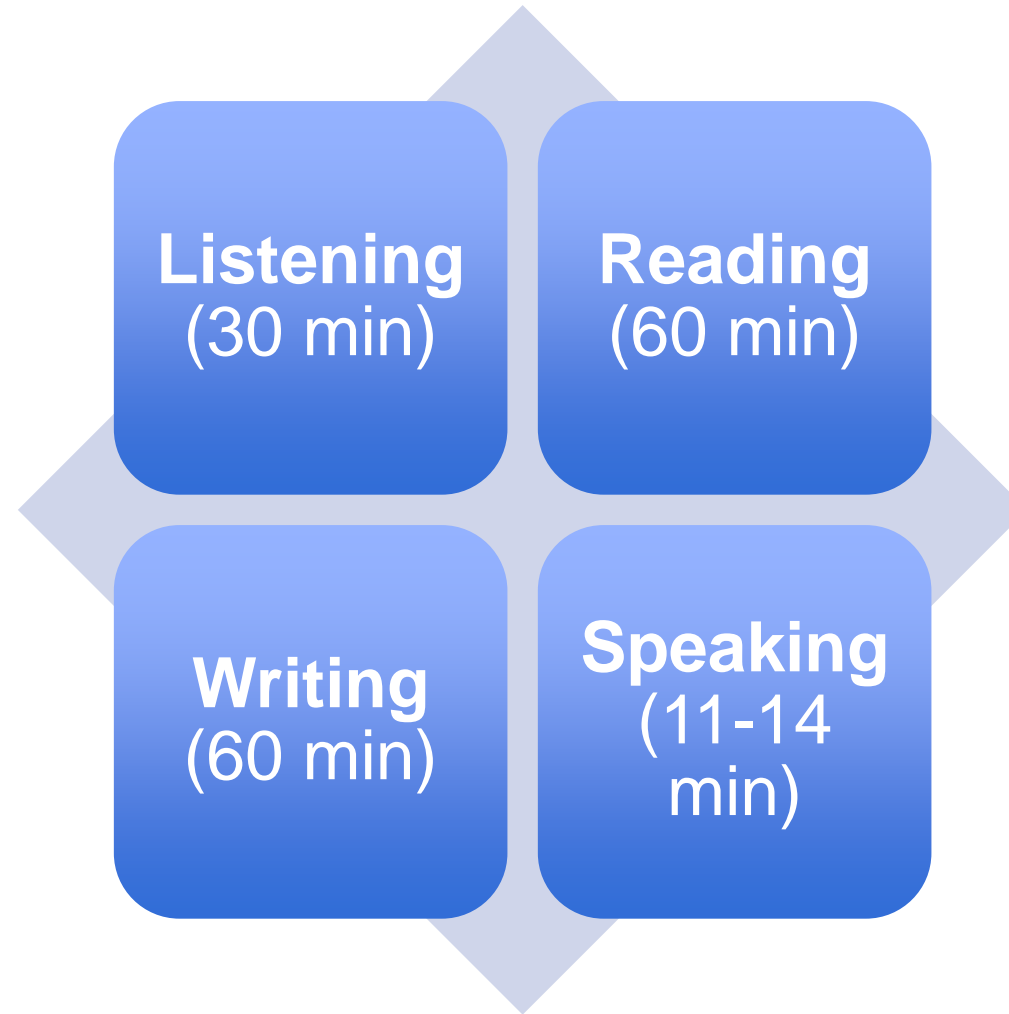 Listening
(30 min)
Reading
(60 min)
Writing
(60 min)
Speaking
(11-14
min)